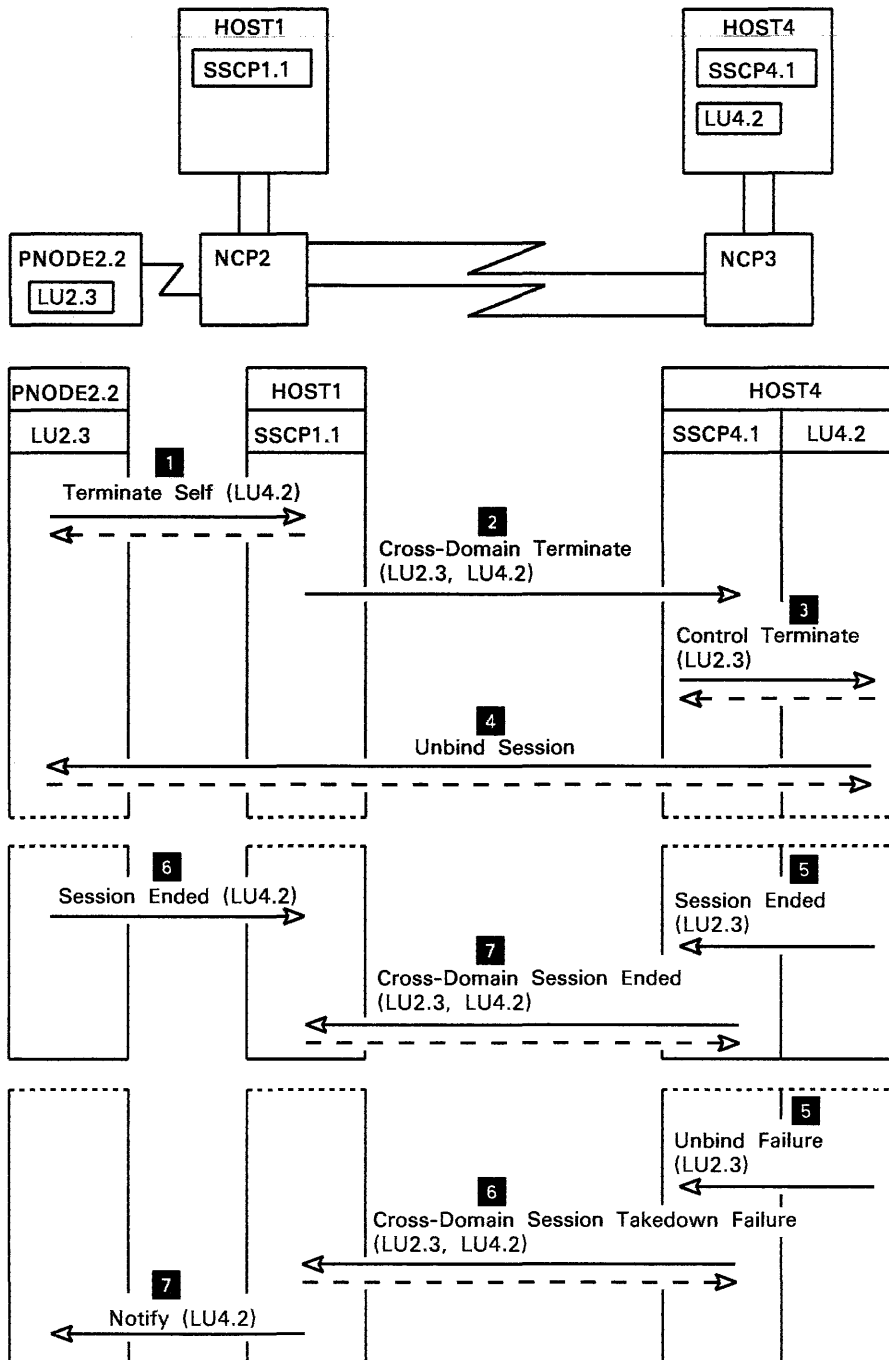 HOST1
SSCP1.1
HOST4
SSCP4.1
LU4.2
PNODE2.2
LU2.3
NCP2
NCP3
PNODE2.2
HOST1
HOST4
LU2.3
SSCP1.1
SSCP4.1
LU4.2
1
Terminate Self (LU4.2)
2
Cross-Domain Terminate
(LU2.3, LU4.2)
3
Control Terminate
(LU2.3)
4
Unbind Session
6
Session Ended (LU4.2)
5
Session Ended
(LU2.3)
7
Cross-Domain Session Ended
(LU2.3, LU4.2)
5
Unbind Failure
(LU2.3)
6
Cross-Domain Session Takedown Failure
(LU2.3, LU4.2)
7
Notify (LU4.2)